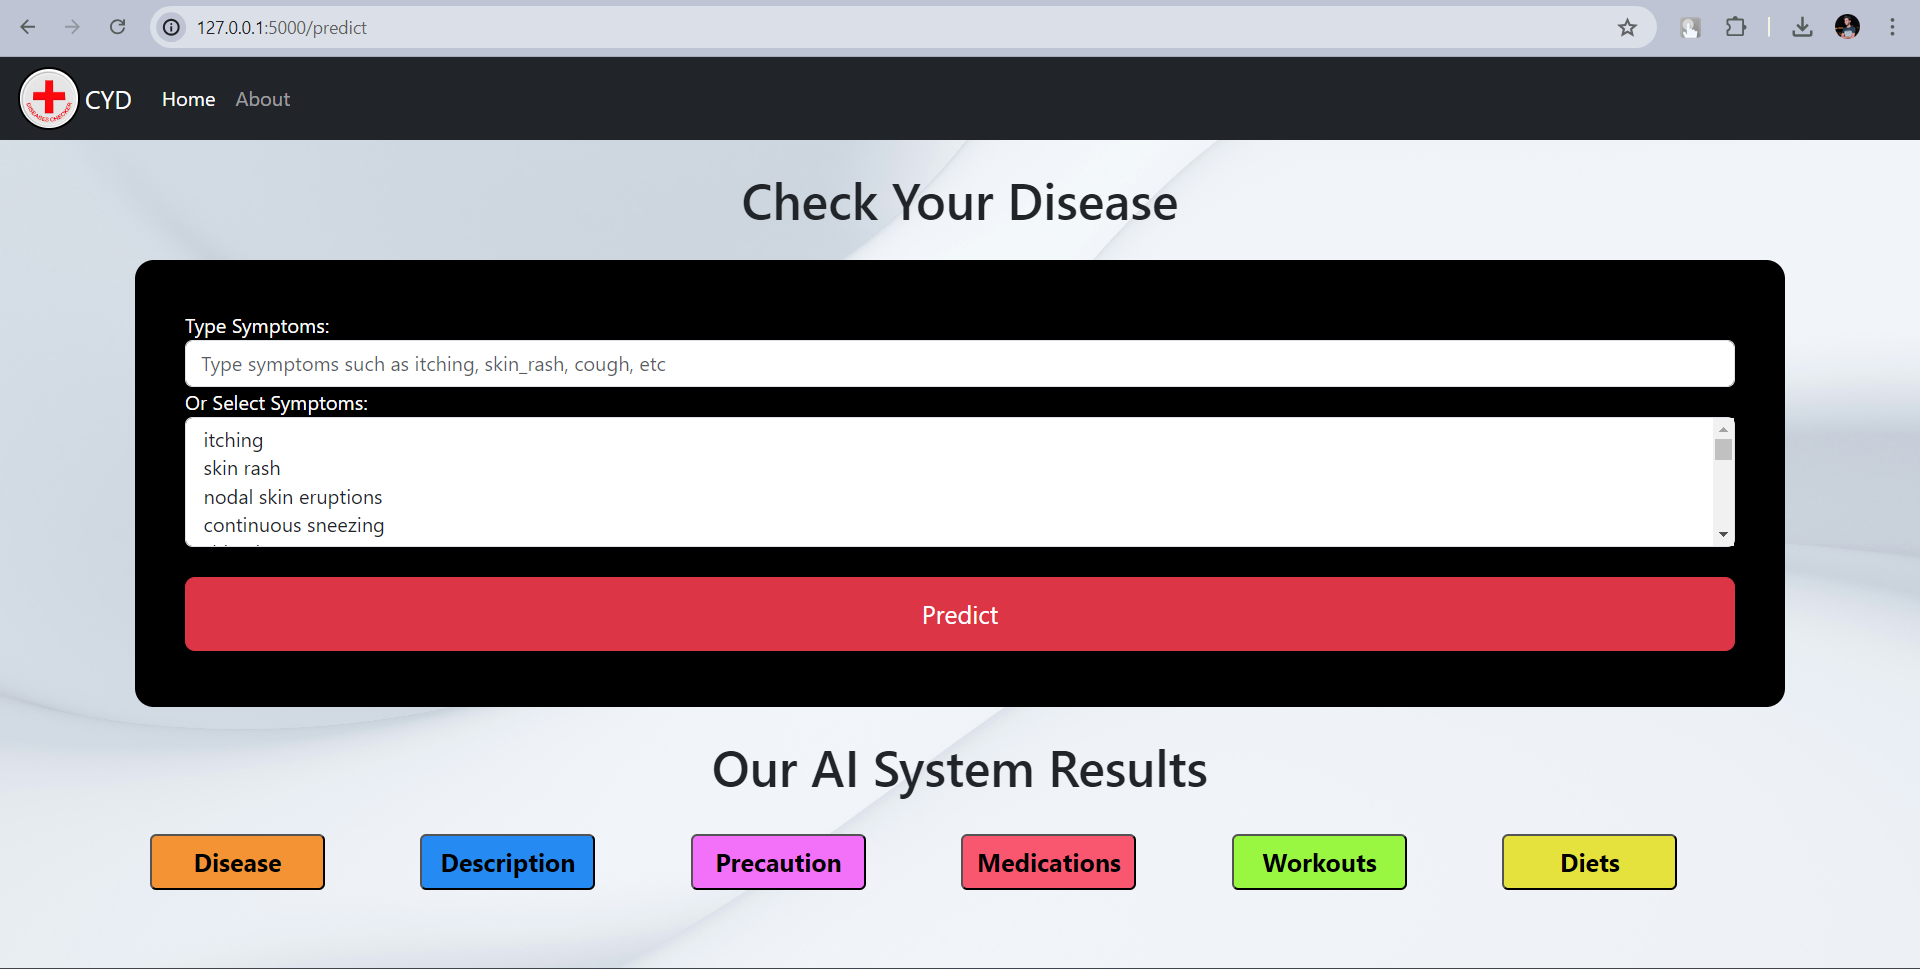 127.0.0.1:5000/predict
DISEASES CHECKER
CYD
Home
About
Check Your Disease
Type Symptoms:
Type symptoms such as itching, skin_rash, cough, etc
Or Select Symptoms:
itching
skin rash
nodal skin eruptions
continuous sneezing
Predict
Our AI System Results
Disease
Description
Precaution
Medications
Workouts
Diets